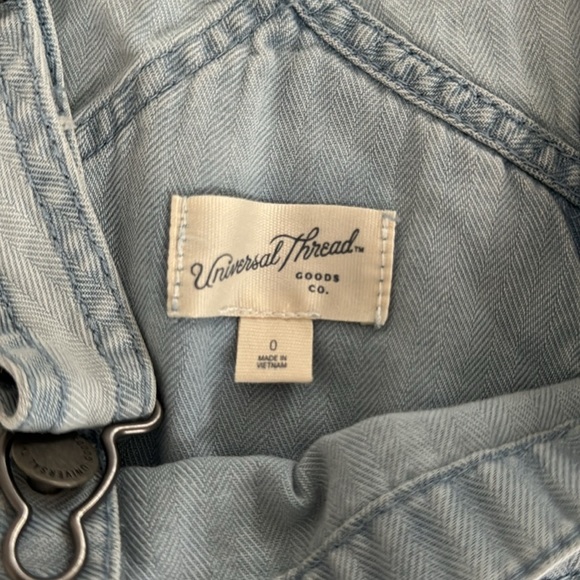 Universal Thread™
GOODS
CO.
0
MADE IN
VIETNAM